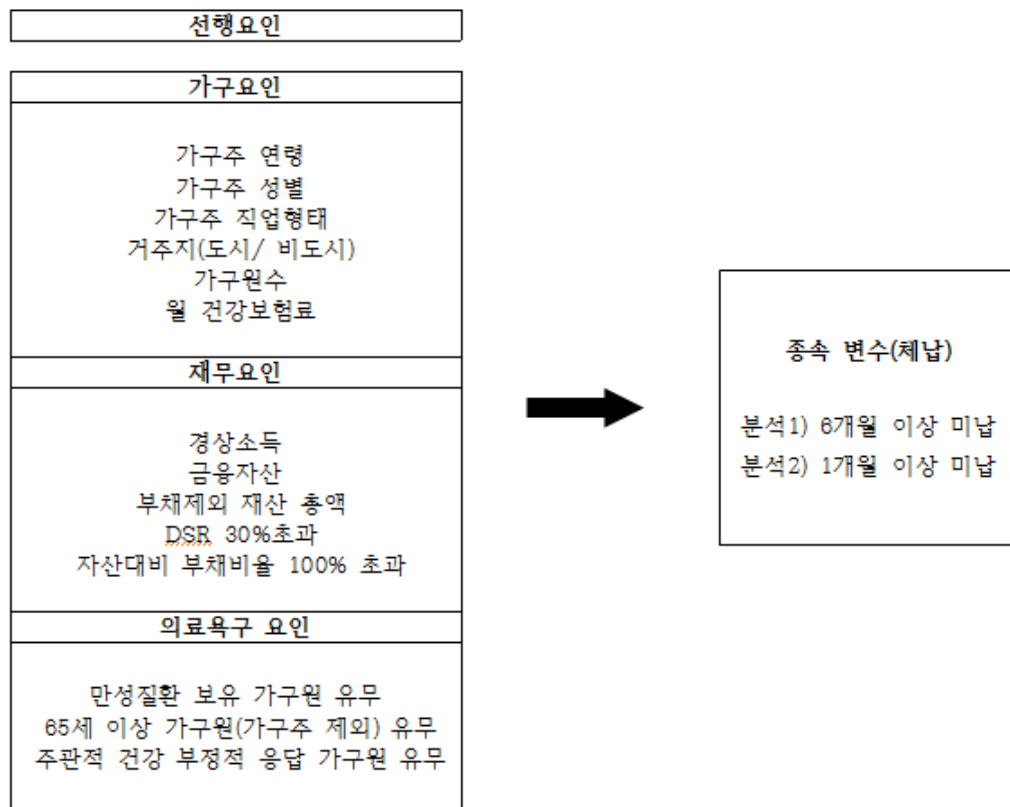 선행요인
가구요인
가구주 연령
가구주 성별
가구주 직업형태
거주지(도시/ 비도시)
가구원수
월 건강보험료
재무요인
경상소득
금융자산
부채제외 재산 총액
DSR 30%초과
자산대비 부채비율 100% 초과
의료욕구 요인
만성질환 보유 가구원 유무
65세 이상 가구원(가구주 제외) 유무
주관적 건강 부정적 응답 가구원 유무
종속 변수(체납)
분석1) 6개월 이상 미납
분석2) 1개월 이상 미납